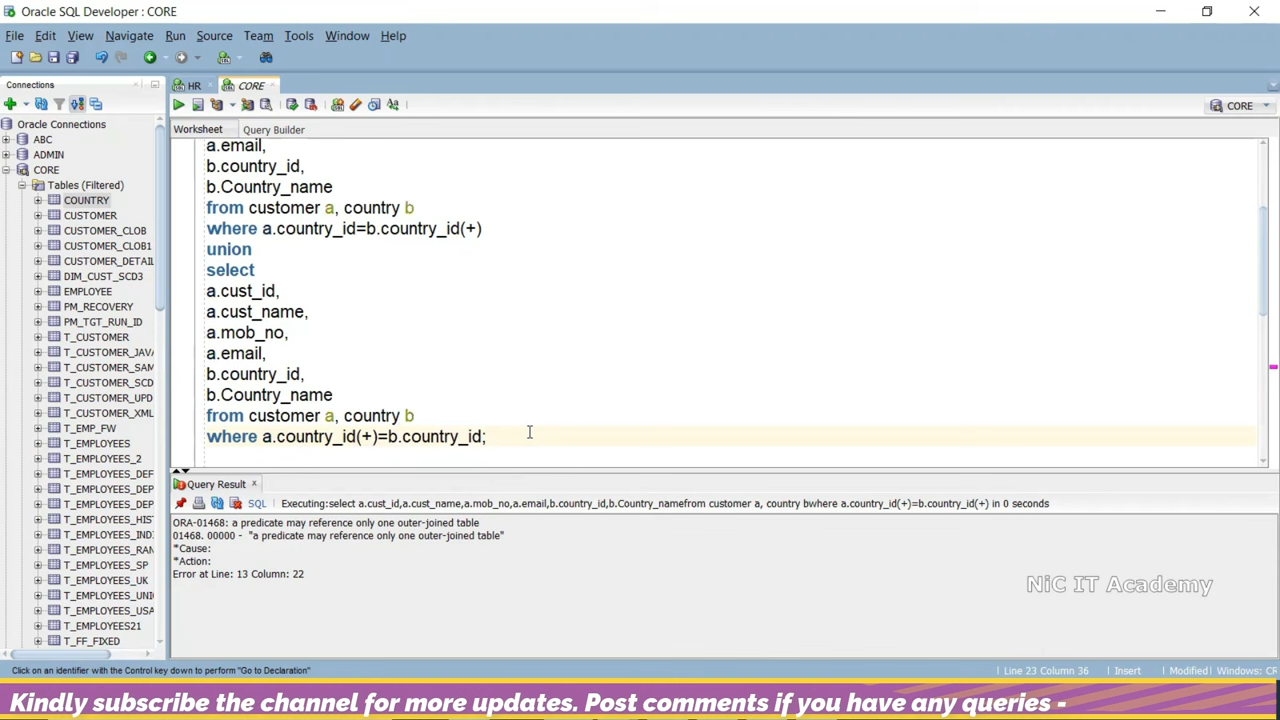 Oracle SQL Developer : CORE
File Edit View Navigate Run Source Team Tools Window Help
Connections
HR
CORE
CORE
Worksheet Query Builder
Oracle Connections
ABC
ADMIN
CORE
Tables (Filtered)
COUNTRY
CUSTOMER
CUSTOMER_CLOB
CUSTOMER_CLOB1
CUSTOMER_DETAIL
DIM_CUST_SCD3
EMPLOYEE
PM_RECOVERY
PM_TGT_RUN_ID
T_CUSTOMER
T_CUSTOMER_JAVA
T_CUSTOMER_SAM
T_CUSTOMER_SCD
T_CUSTOMER_UPD
T_CUSTOMER_XML
T_EMP_FW
T_EMPLOYEES
T_EMPLOYEES_2
T_EMPLOYEES_DEF
T_EMPLOYEES_DEP
T_EMPLOYEES_DEP
T_EMPLOYEES_HIS
T_EMPLOYEES_IND
T_EMPLOYEES_RAN
T_EMPLOYEES_SP
T_EMPLOYEES_UK
T_EMPLOYEES_UNI
T_EMPLOYEES_USA
T_EMPLOYEES21
T_FF_FIXED
a.email,
b.country_id,
b.Country_name
from customer a, country b
where a.country_id=b.country_id(+)
union
select
a.cust_id,
a.cust_name,
a.mob_no,
a.email,
b.country_id,
b.Country_name
from customer a, country b
where a.country_id(+)=b.country_id;
Query Result
SQL Executing:select a.cust_id,a.cust_name,a.mob_no,a.email,b.country_id,b.Country_namefrom customer a, country bwhere a.country_id(+)=b.country_id(+) in 0 seconds
ORA-01468: a predicate may reference only one outer-joined table
01468. 00000 - "a predicate may reference only one outer-joined table"
*Cause:
*Action:
Error at Line: 13 Column: 22
NiC IT Academy
Click on an identifier with the Control key down to perform "Go to Declaration"
Line 23 Column 36 Insert Modified Windows: CR
Kindly subscribe the channel for more updates. Post comments if you have any queries -